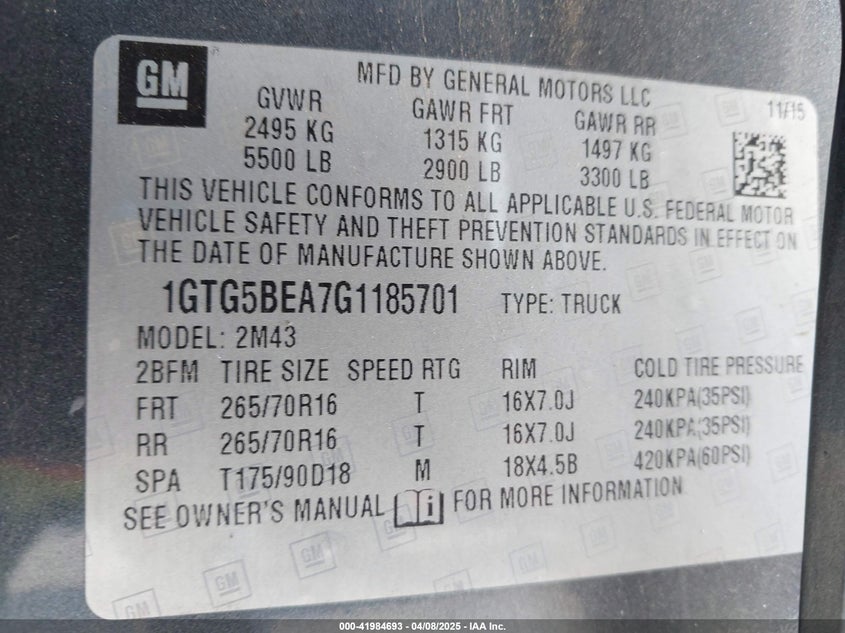 GM
MFD BY GENERAL MOTORS LLC
11/15
GVWR GAWR FRT GAWR RR
2495 KG 1315 KG 1497 KG
5500 LB 2900 LB 3300 LB
THIS VEHICLE CONFORMS TO ALL APPLICABLE U.S. FEDERAL MOTOR
VEHICLE SAFETY AND THEFT PREVENTION STANDARDS IN EFFECT ON
THE DATE OF MANUFACTURE SHOWN ABOVE.
1GTG5BEA7G1185701 TYPE: TRUCK
MODEL: 2M43
2BFM TIRE SIZE SPEED RTG RIM COLD TIRE PRESSURE
FRT 265/70R16 T 16X7.0J 240KPA(35PSI)
RR 265/70R16 T 16X7.0J 240KPA(35PSI)
SPA T175/90D18 M 18X4.5B 420KPA(60PSI)
SEE OWNER'S MANUAL i FOR MORE INFORMATION
000-41984693 - 04/08/2025 - IAA Inc.